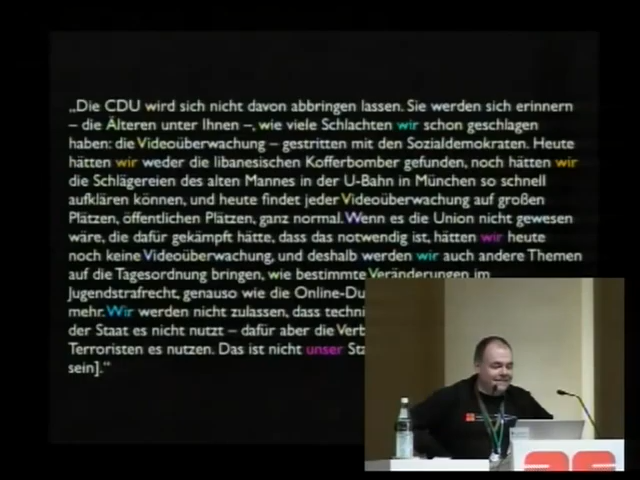 „Die CDU wird sich nicht davon abbringen lassen. Sie werden sich erinnern
– die Älteren unter Ihnen –, wie viele Schlachten wir schon geschlagen
haben: die Videoüberwachung – gestritten mit den Sozialdemokraten. Heute
hätten wir weder die libanesischen Kofferbomber gefunden, noch hätten wir
die Schlägereien des alten Mannes in der U-Bahn in München so schnell
aufklären können, und heute findet jeder Videoüberwachung auf großen
Plätzen, öffentlichen Plätzen, ganz normal. Wenn es die Union nicht gewesen
wäre, die dafür gekämpft hätte, dass das notwendig ist, hätten wir heute
noch keine Videoüberwachung, und deshalb werden wir auch andere Themen
auf die Tagesordnung bringen, wie bestimmte Veränderungen im
Jugendstrafrecht, genauso wie die Online-Du
mehr. Wir werden nicht zulassen, dass techni
der Staat es nicht nutzt – dafür aber die Verb
Terroristen es nutzen. Das ist nicht unser Sta
sein].“